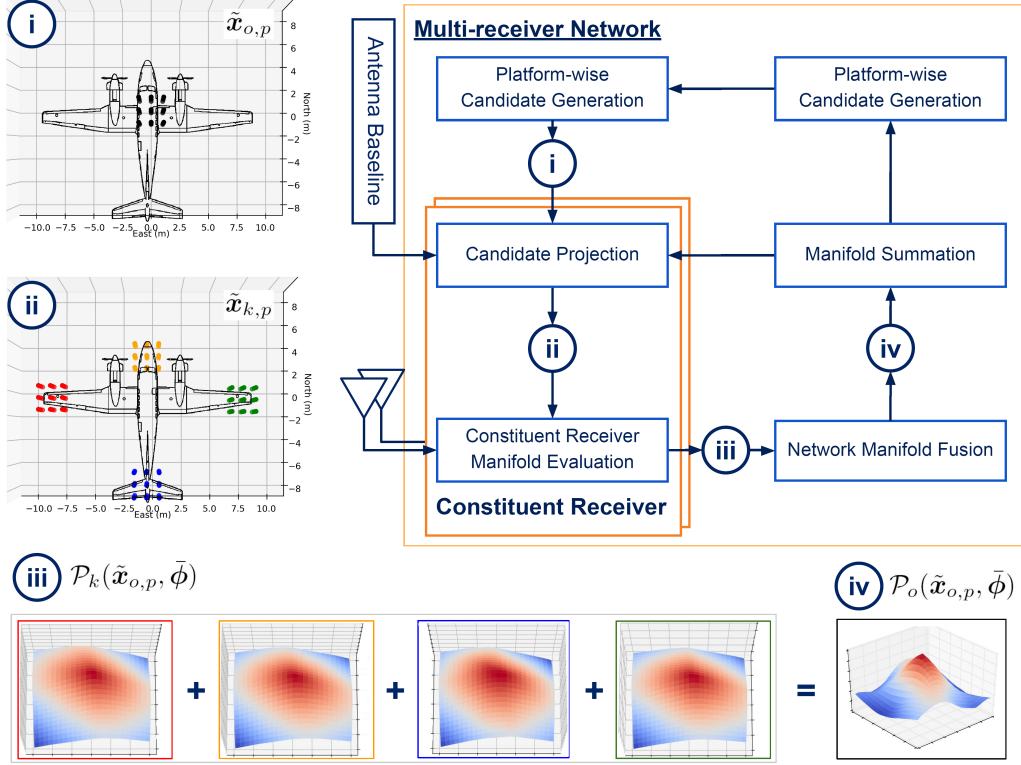 i
x̃ₒ,ₚ
8
6
4
2
0
−2
−4
−6
−8
North (m)
−10.0 −7.5 −5.0 −2.5 0.0 2.5 5.0 7.5 10.0
East (m)
ii
x̃ₖ,ₚ
8
6
4
2
0
−2
−4
−6
−8
North (m)
−10.0 −7.5 −5.0 −2.5 0.0 2.5 5.0 7.5 10.0
East (m)
Antenna Baseline
Multi-receiver Network
Platform-wise
Candidate Generation
Platform-wise
Candidate Generation
i
Candidate Projection
Manifold Summation
ii
iv
Constituent Receiver
Manifold Evaluation
iii
Network Manifold Fusion
Constituent Receiver
iii
𝒫ₖ(x̃ₒ,ₚ, ϕ̄)
iv
𝒫ₒ(x̃ₒ,ₚ, ϕ̄)
+ + + =